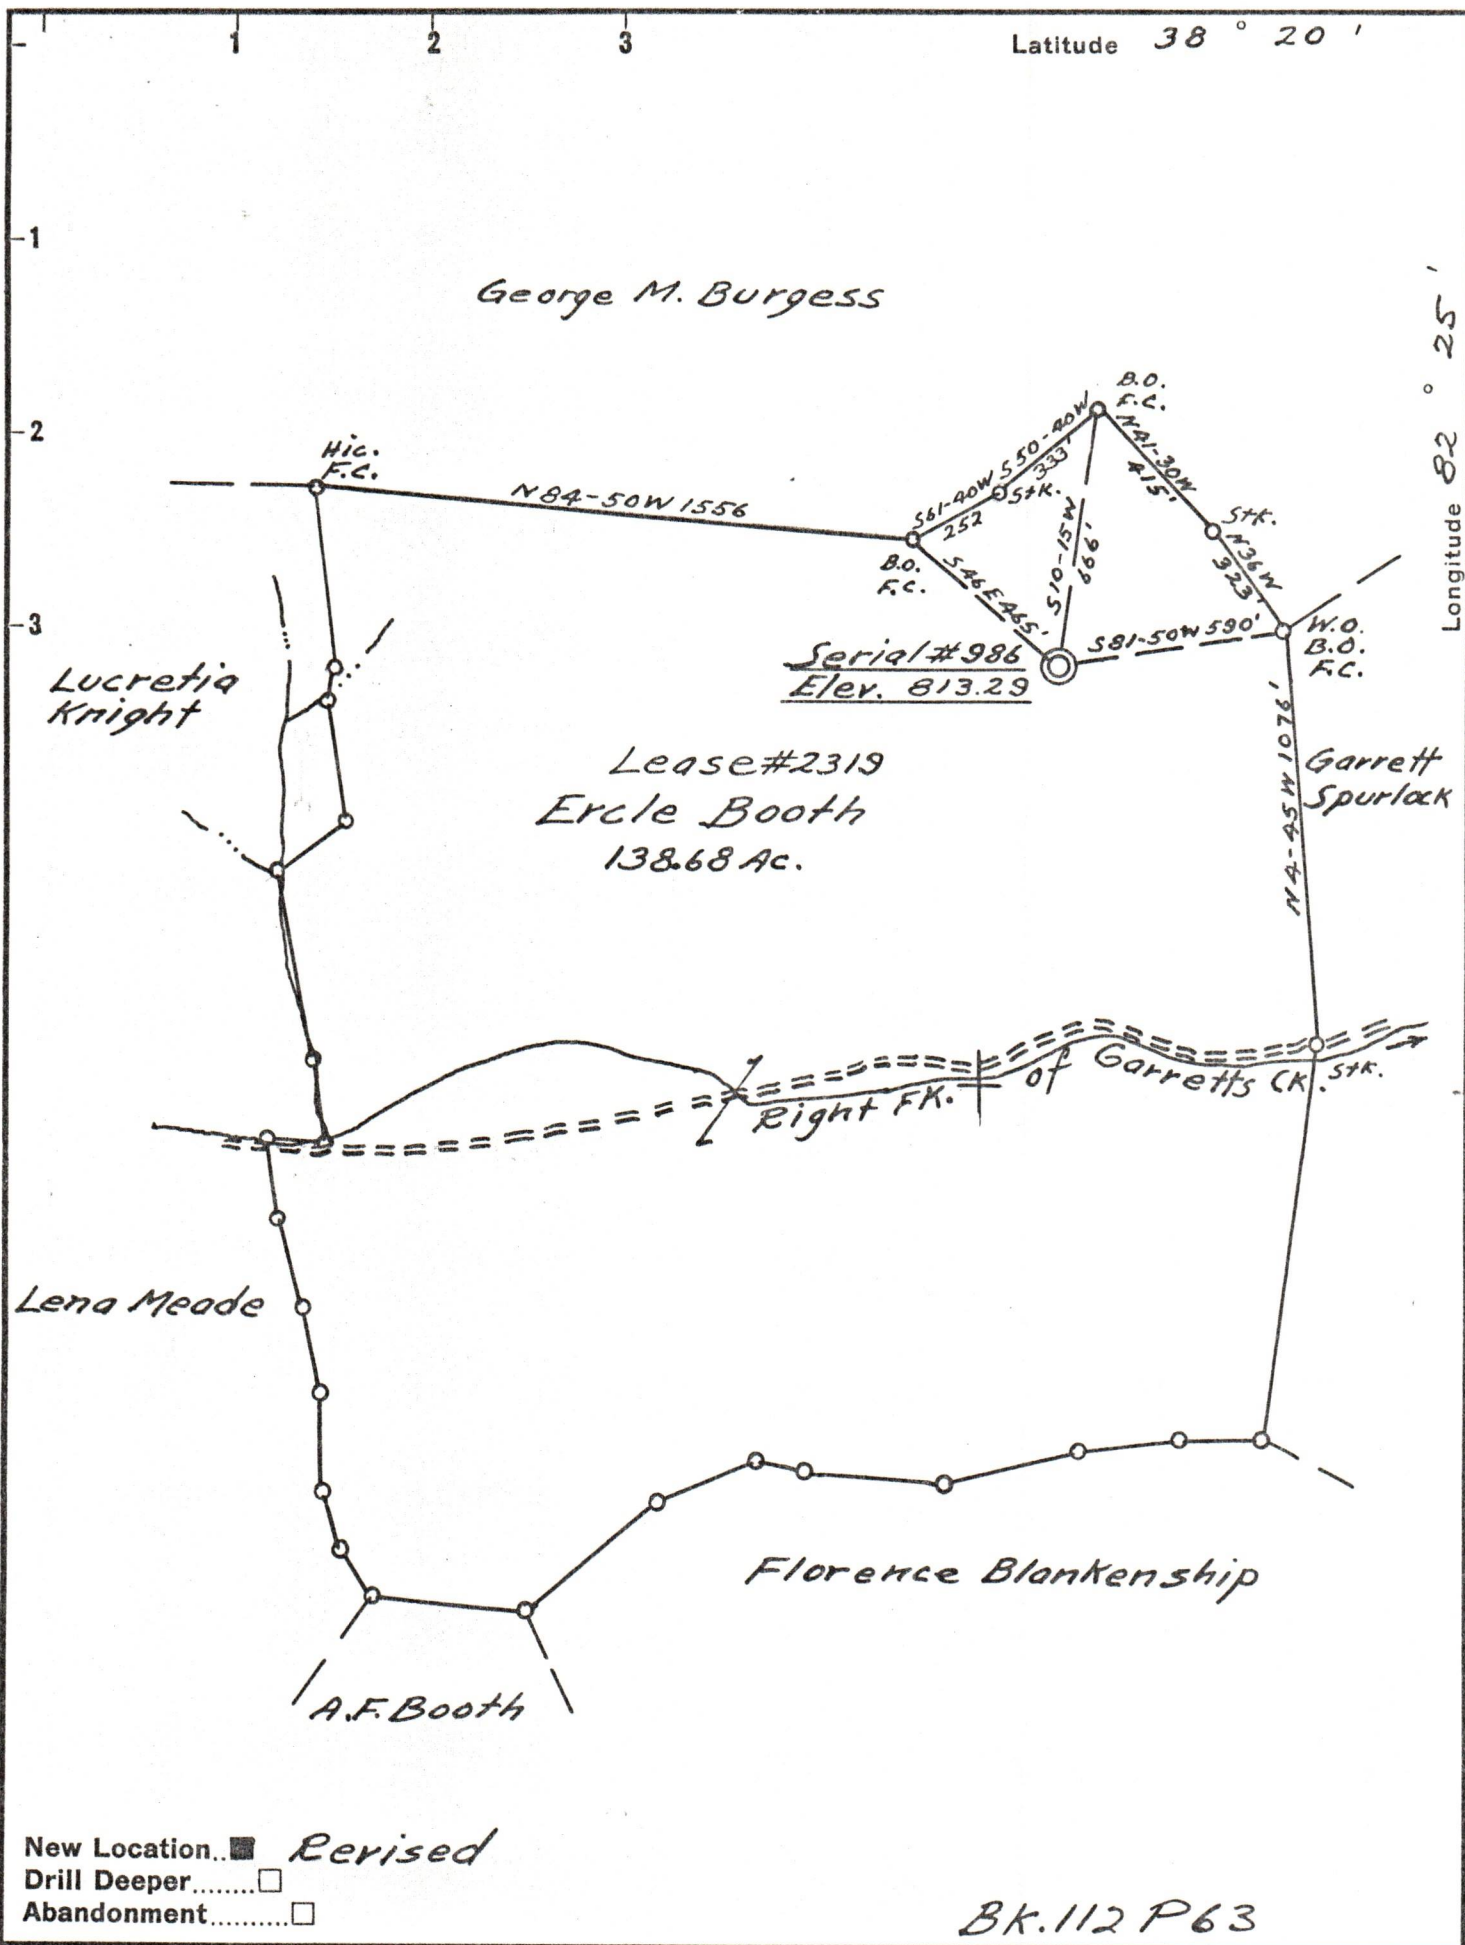 1 2 3
Latitude 38 ° 20 '
1
2
3
Longitude 82 ° 25 '
George M. Burgess
B.O.
F.C.
Hic.
F.C.
N84-50W 1556
S61-40W
252
S50-40W
333'
Stk.
N41-30W
415'
Stk.
N36W
323'
B.O.
F.C.
S46E 465'
S10-15W
666'
S81-50W 590'
W.O.
B.O.
F.C.
Serial #986
Elev. 813.29
Lucretia
Knight
Lease #2319
Ercle Booth
138.68 Ac.
N4-45W 1076'
Garrett
Spurlock
Right FK. of Garretts CK.
Stk.
Lena Meade
Florence Blankenship
A.F. Booth
New Location.. Revised
Drill Deeper........
Abandonment..........
BK. 112 P 63